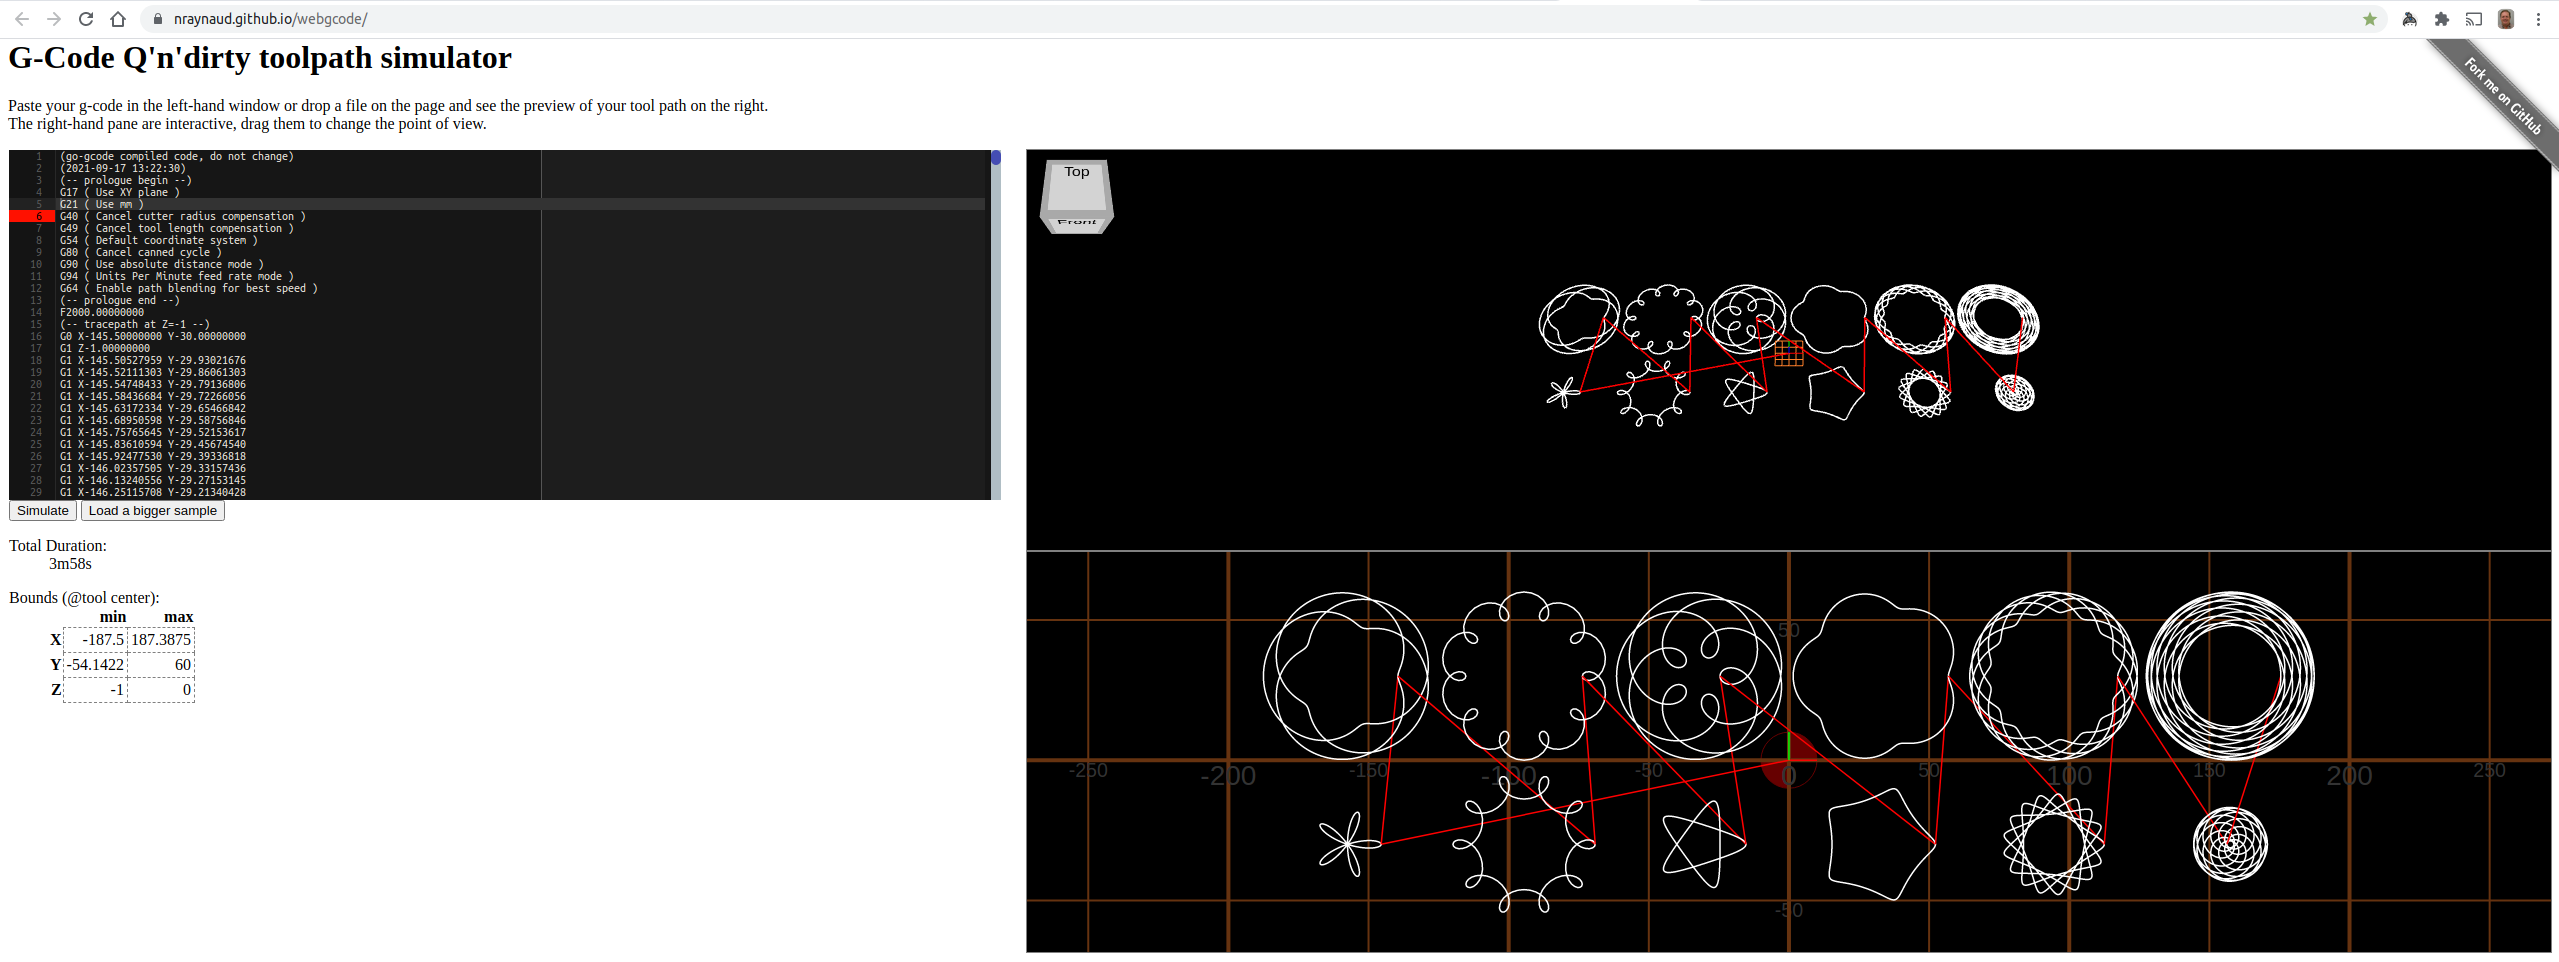 nraynaud.github.io/webgcode/
G-Code Q'n'dirty toolpath simulator
Fork me on GitHub
Paste your g-code in the left-hand window or drop a file on the page and see the preview of your tool path on the right.
The right-hand pane are interactive, drag them to change the point of view.
1 (go-gcode compiled code, do not change)
2 (2021-09-17 13:22:30)
3 (-- prologue begin --)
4 G17 ( Use XY plane )
5 G21 ( Use mm )
6 G40 ( Cancel cutter radius compensation )
7 G49 ( Cancel tool length compensation )
8 G54 ( Default coordinate system )
9 G80 ( Cancel canned cycle )
10 G90 ( Use absolute distance mode )
11 G94 ( Units Per Minute feed rate mode )
12 G64 ( Enable path blending for best speed )
13 (-- prologue end --)
14 F2000.00000000
15 (-- tracepath at Z=-1 --)
16 G0 X-145.50000000 Y-30.00000000
17 G1 Z-1.00000000
18 G1 X-145.50527959 Y-29.93021676
19 G1 X-145.52111303 Y-29.86061303
20 G1 X-145.54748433 Y-29.79136806
21 G1 X-145.58436684 Y-29.72266056
22 G1 X-145.63172334 Y-29.65466842
23 G1 X-145.68950598 Y-29.58756846
24 G1 X-145.75765645 Y-29.52153617
25 G1 X-145.83610594 Y-29.45674540
26 G1 X-145.92477530 Y-29.39336818
27 G1 X-146.02357505 Y-29.33157436
28 G1 X-146.13240556 Y-29.27153145
29 G1 X-146.25115708 Y-29.21340428
Simulate Load a bigger sample
Total Duration:
3m58s
Bounds (@tool center):
min max
X -187.5 187.3875
Y -54.1422 60
Z -1 0
Top
Front
50
-250 -200 -150 -100 -50 0 50 100 150 200 250
-50